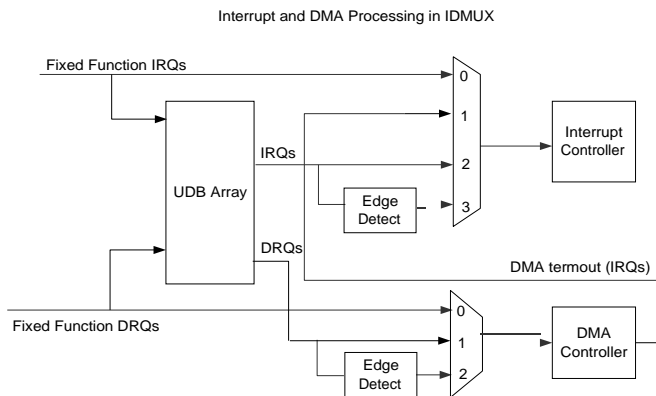 Interrupt and DMA Processing in IDMUX
Fixed Function IRQs
0
1
2
3
Interrupt
Controller
UDB Array
IRQs
Edge
Detect
DRQs
DMA termout (IRQs)
Fixed Function DRQs
0
1
2
DMA
Controller
Edge
Detect